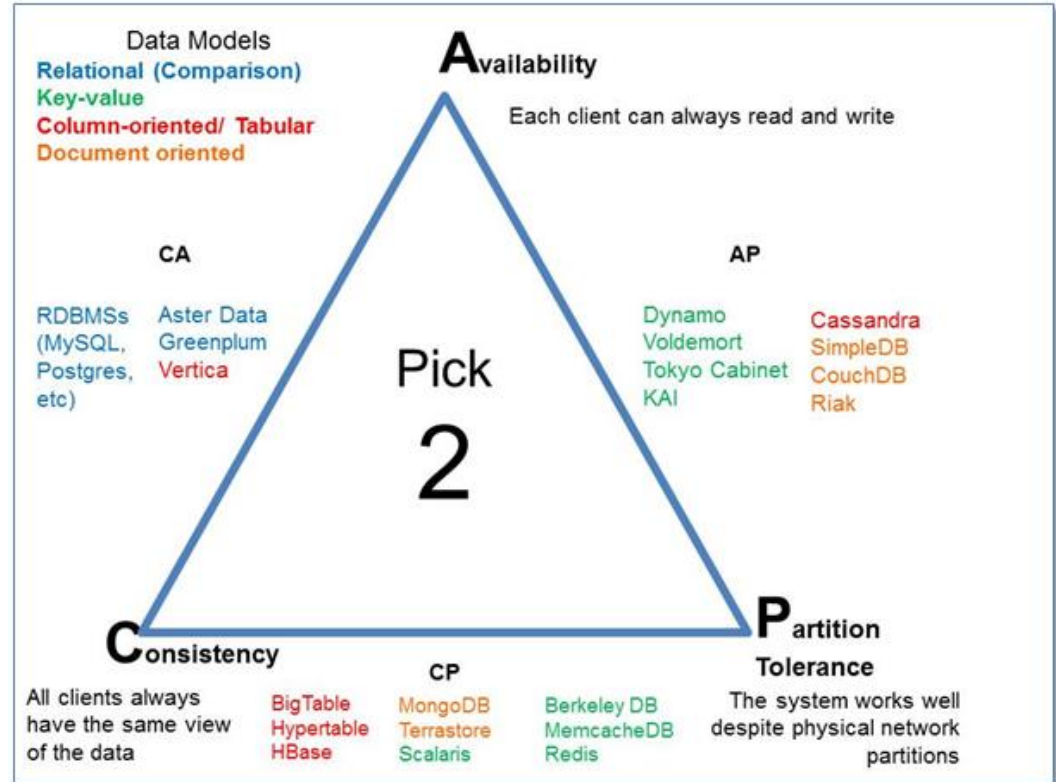 Data Models
Relational (Comparison)
Key-value
Column-oriented/ Tabular
Document oriented
Availability
Each client can always read and write
CA
RDBMSs
(MySQL,
Postgres,
etc)
Aster Data
Greenplum
Vertica
Pick
2
AP
Dynamo
Voldemort
Tokyo Cabinet
KAI
Cassandra
SimpleDB
CouchDB
Riak
Consistency
All clients always
have the same view
of the data
CP
BigTable
Hypertable
HBase
MongoDB
Terrastore
Scalaris
Berkeley DB
MemcacheDB
Redis
Partition
Tolerance
The system works well
despite physical network
partitions